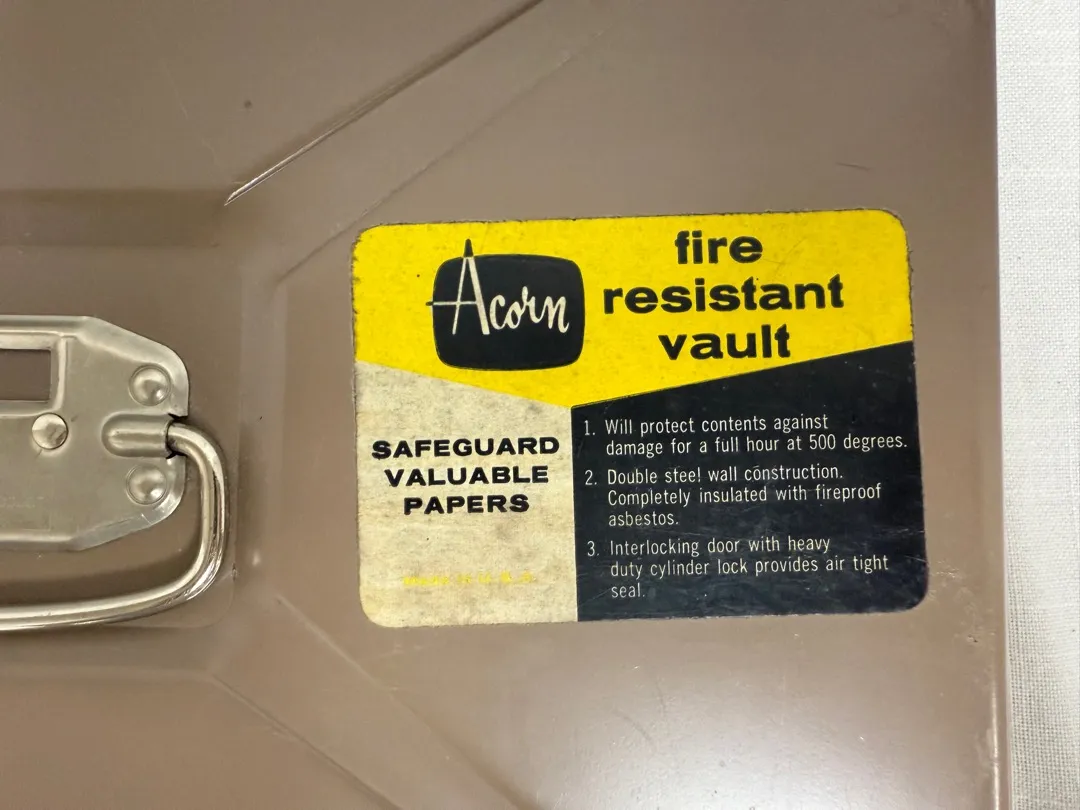 Acorn
fire
resistant
vault
SAFEGUARD
VALUABLE
PAPERS
1. Will protect contents against
damage for a full hour at 500 degrees.
2. Double steel wall construction.
Completely insulated with fireproof
asbestos.
3. Interlocking door with heavy
duty cylinder lock provides air tight
seal.